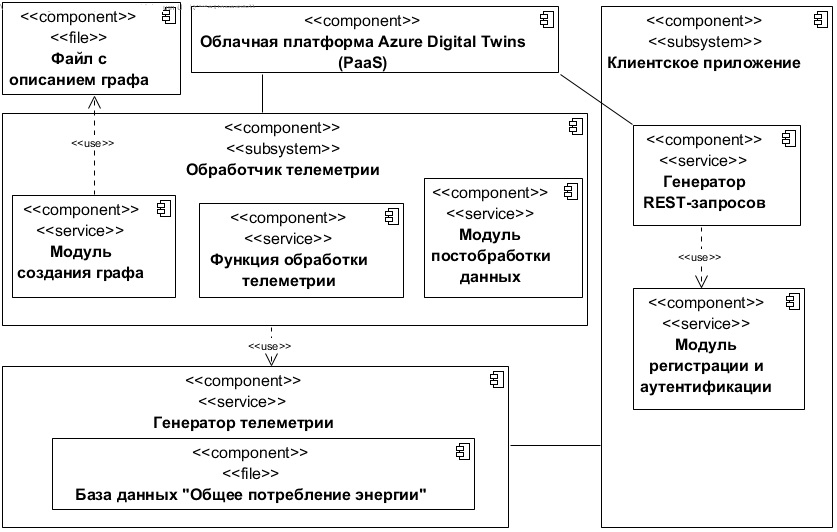 <<component>>
<<file>>
Файл с
описанием графа
<<component>>
Облачная платформа Azure Digital Twins
(PaaS)
<<component>>
<<subsystem>>
Клиентское приложение
<<use>>
<<component>>
<<subsystem>>
Обработчик телеметрии
<<component>>
<<service>>
Модуль
создания графа
<<component>>
<<service>>
Функция обработки
телеметрии
<<component>>
<<service>>
Модуль
постобработки
данных
<<component>>
<<service>>
Генератор
REST-запросов
<<use>>
<<component>>
<<service>>
Модуль
регистрации и
аутентификации
<<use>>
<<component>>
<<service>>
Генератор телеметрии
<<component>>
<<file>>
База данных "Общее потребление энергии"